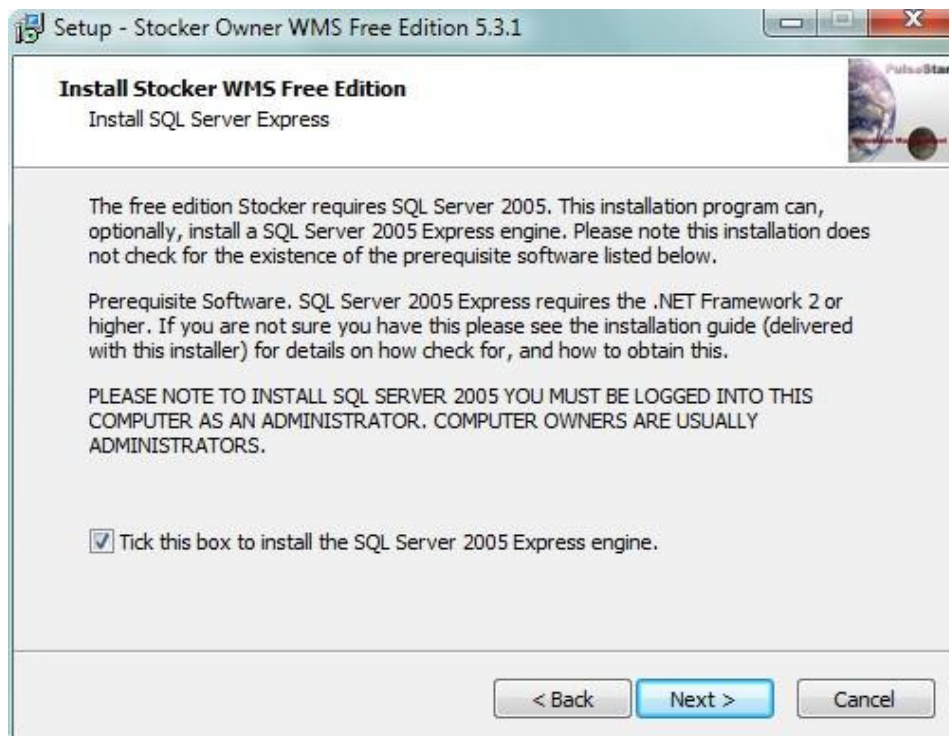 Setup - Stocker Owner WMS Free Edition 5.3.1
Install Stocker WMS Free Edition
Install SQL Server Express
PulseStar
The free edition Stocker requires SQL Server 2005. This installation program can,
optionally, install a SQL Server 2005 Express engine. Please note this installation does
not check for the existence of the prerequisite software listed below.
Prerequisite Software. SQL Server 2005 Express requires the .NET Framework 2 or
higher. If you are not sure you have this please see the installation guide (delivered
with this installer) for details on how check for, and how to obtain this.
PLEASE NOTE TO INSTALL SQL SERVER 2005 YOU MUST BE LOGGED INTO THIS
COMPUTER AS AN ADMINISTRATOR. COMPUTER OWNERS ARE USUALLY
ADMINISTRATORS.
Tick this box to install the SQL Server 2005 Express engine.
< Back
Next >
Cancel